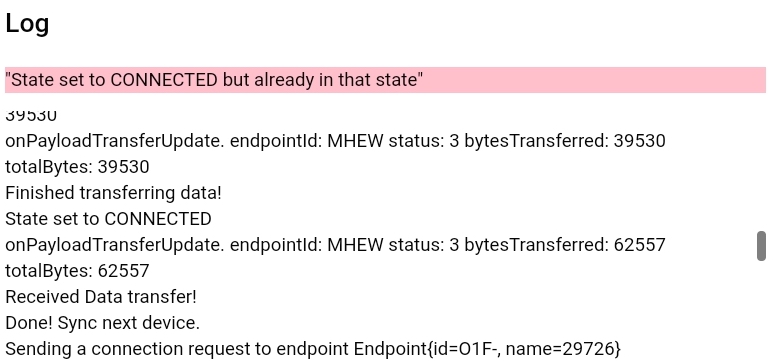 Log
"State set to CONNECTED but already in that state"
39530
onPayloadTransferUpdate. endpointId: MHEW status: 3 bytesTransferred: 39530
totalBytes: 39530
Finished transferring data!
State set to CONNECTED
onPayloadTransferUpdate. endpointId: MHEW status: 3 bytesTransferred: 62557
totalBytes: 62557
Received Data transfer!
Done! Sync next device.
Sending a connection request to endpoint Endpoint{id=O1F-, name=29726}